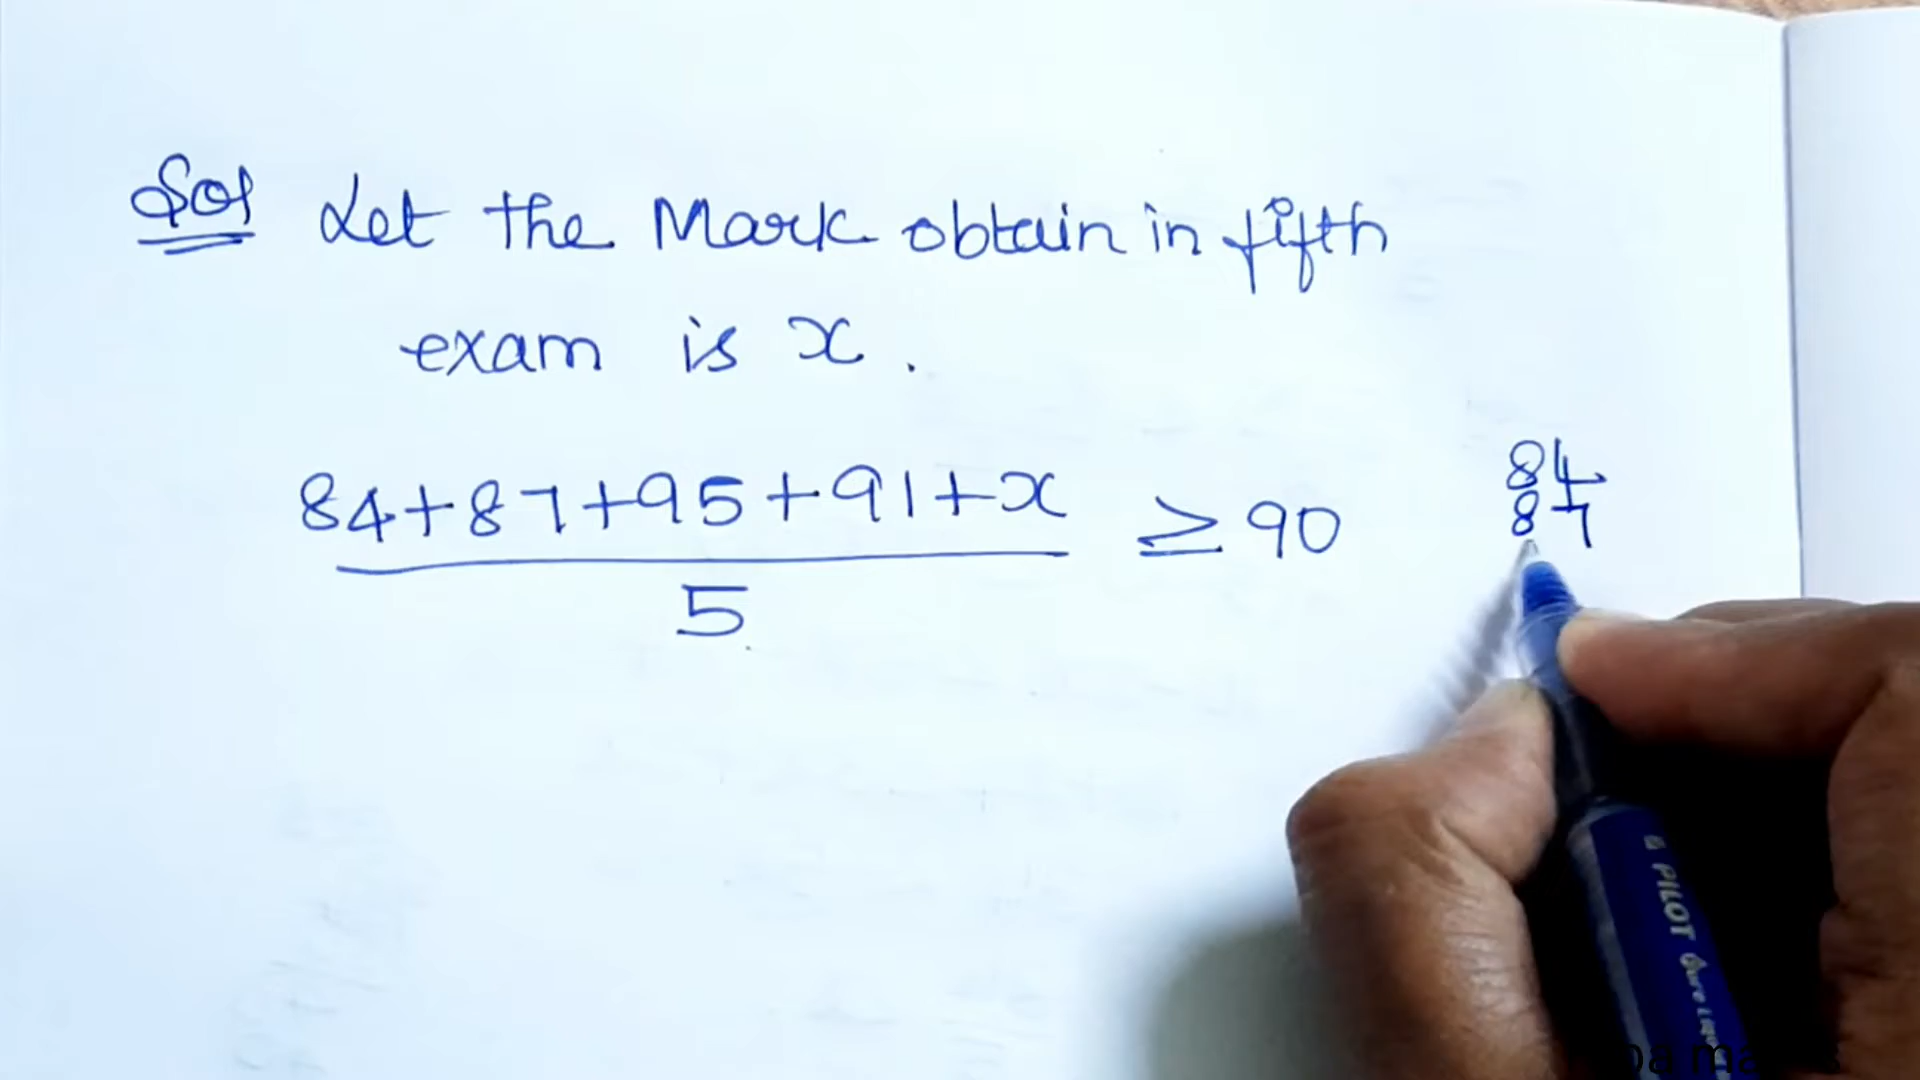 Sol Let the Mark obtain in fifth
exam is x.
84+87+95+91+x
5
≥90
84
87
PILOT